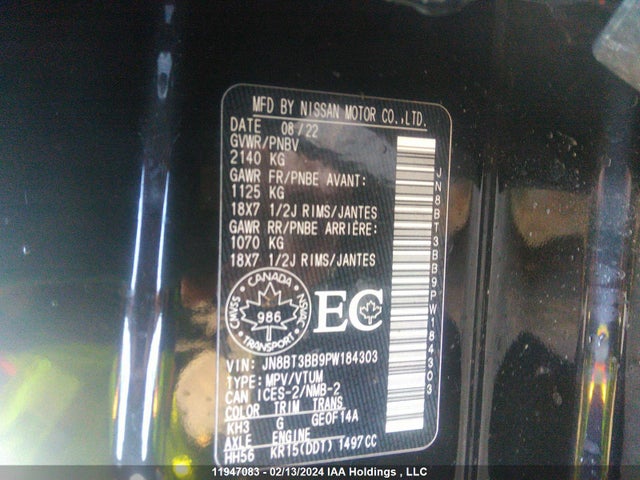 MFD BY NISSAN MOTOR CO.,LTD.
DATE 08/22
GVWR/PNBV
2140 KG
GAWR FR/PNBE AVANT:
1125 KG
18X7 1/2J RIMS/JANTES
GAWR RR/PNBE ARRIÈRE:
1070 KG
18X7 1/2J RIMS/JANTES
CANADA
CMVSS 986 NSVAC
TRANSPORT
EC
VIN: JN8BT3BB9PW184303
TYPE: MPV/VTUM
CAN ICES-2/NMB-2
COLOR TRIM TRANS
KH3 G GE0F14A
AXLE ENGINE
HH56 KR15(DDT) 1497CC
JN8BT3BB9PW184303
11947083 - 02/13/2024 IAA Holdings , LLC